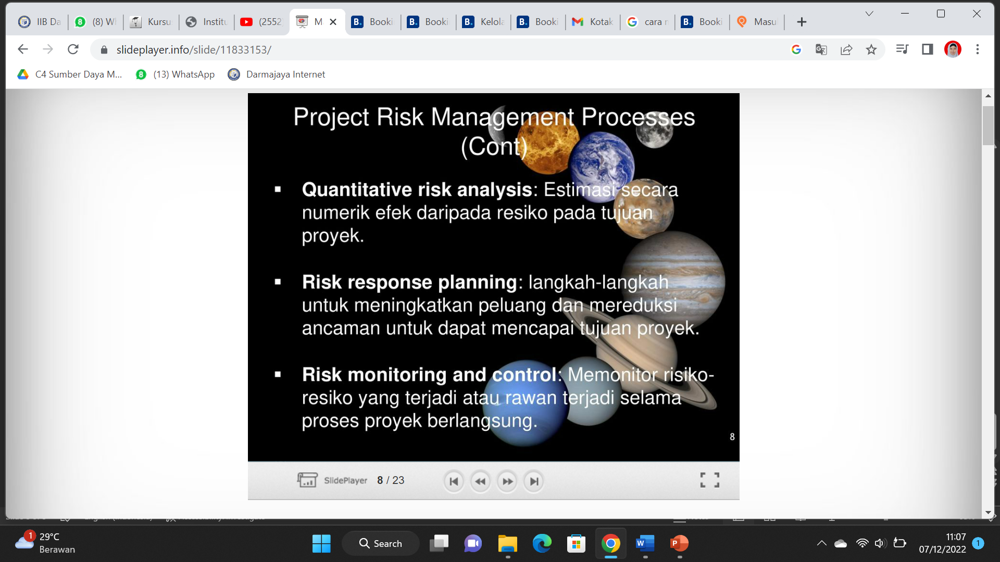 IIB Da
(8) W
Kursu
Institu
(2552
M
Booki
Booki
Kelola
Booki
Kotak
cara
Booki
Masu
slideplayer.info/slide/11833153/
C4 Sumber Daya M...
(13) WhatsApp
Darmajaya Internet
Project Risk Management Processes
(Cont)
▪ Quantitative risk analysis: Estimasi secara
numerik efek daripada resiko pada tujuan
proyek.
▪ Risk response planning: langkah-langkah
untuk meningkatkan peluang dan mereduksi
ancaman untuk dapat mencapai tujuan proyek.
▪ Risk monitoring and control: Memonitor risiko-
resiko yang terjadi atau rawan terjadi selama
proses proyek berlangsung.
8
SlidePlayer 8 / 23
1
29°C
Berawan
Search
11:07
07/12/2022
1